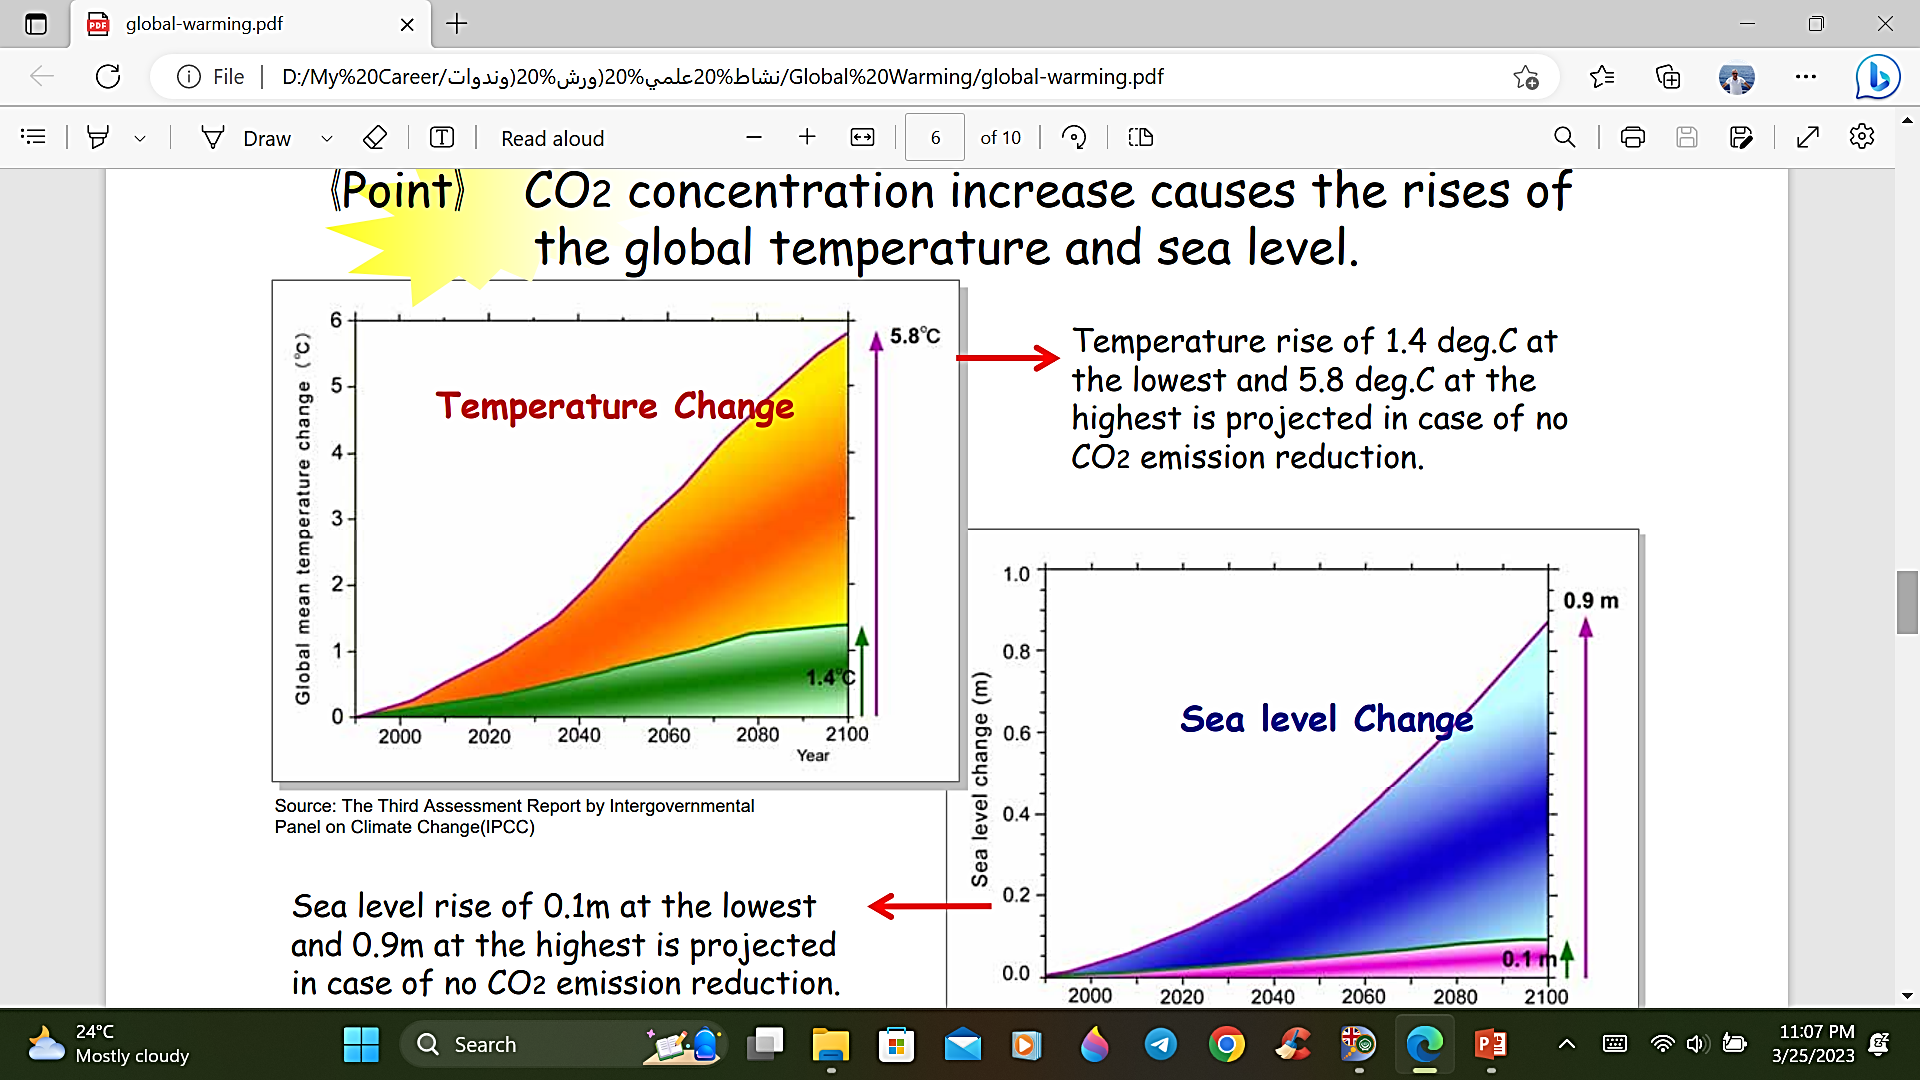 global-warming.pdf
File
D:/My%20Career/نشاط%20علمي%20(ورش%20وندوات)/Global%20Warming/global-warming.pdf
Draw
Read aloud
6
of 10
《Point》 CO2 concentration increase causes the rises of
the global temperature and sea level.
Global mean temperature change (℃)
6
5
4
3
2
1
0
Temperature Change
5.8℃
1.4℃
2000 2020 2040 2060 2080 2100
Year
Temperature rise of 1.4 deg.C at
the lowest and 5.8 deg.C at the
highest is projected in case of no
CO2 emission reduction.
Source: The Third Assessment Report by Intergovernmental
Panel on Climate Change(IPCC)
Sea level change (m)
1.0
0.8
0.6
0.4
0.2
0.0
Sea level Change
0.9 m
0.1 m
2000 2020 2040 2060 2080 2100
Sea level rise of 0.1m at the lowest
and 0.9m at the highest is projected
in case of no CO2 emission reduction.
24°C
Mostly cloudy
Search
11:07 PM
3/25/2023